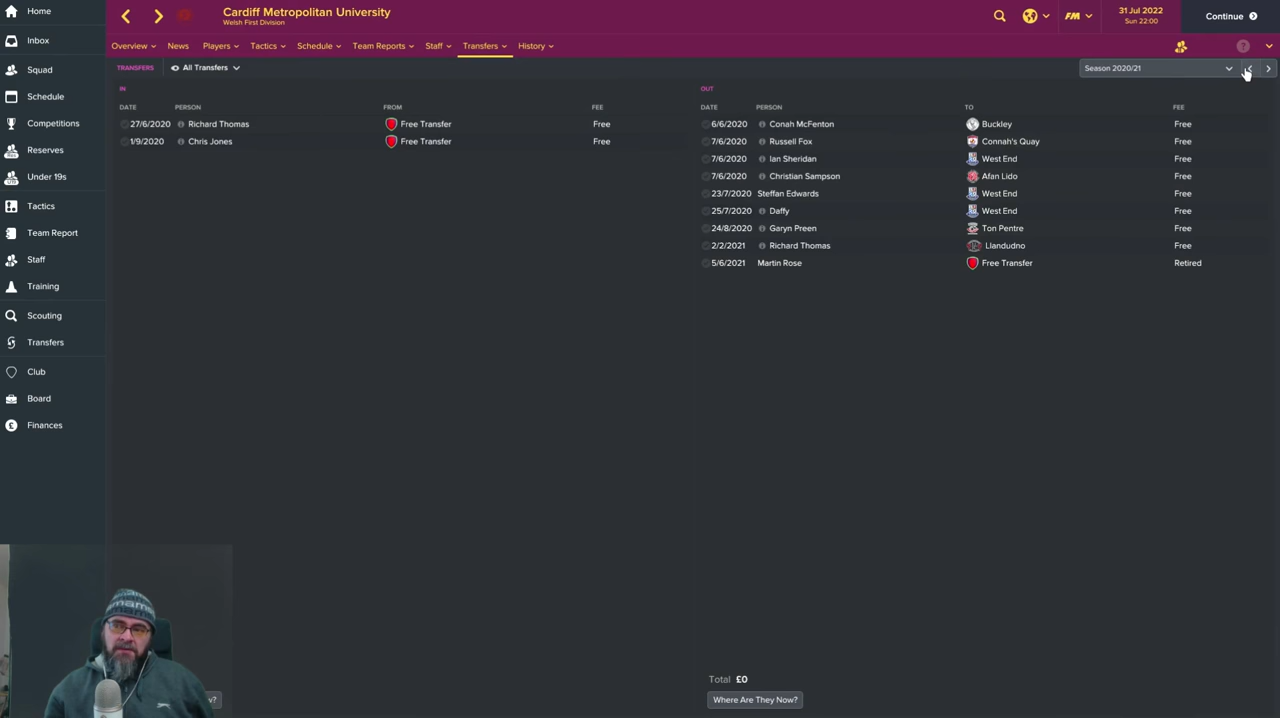 Home
Inbox
Squad
Schedule
Competitions
Reserves
Under 19s
Tactics
Team Report
Staff
Training
Scouting
Transfers
Club
Board
Finances
Cardiff Metropolitan University
Welsh First Division
FM
31 Jul 2022
Sun 22:00
Continue
Overview News Players Tactics Schedule Team Reports Staff Transfers History
TRANSFERS All Transfers Season 2020/21
IN
DATE PERSON FROM FEE
27/6/2020 Richard Thomas Free Transfer Free
1/9/2020 Chris Jones Free Transfer Free
OUT
DATE PERSON TO FEE
6/6/2020 Conah McFenton Buckley Free
7/6/2020 Russell Fox Connah's Quay Free
7/6/2020 Ian Sheridan West End Free
7/6/2020 Christian Sampson Afan Lido Free
23/7/2020 Steffan Edwards West End Free
25/7/2020 Daffy West End Free
24/8/2020 Garyn Preen Ton Pentre Free
2/2/2021 Richard Thomas Llandudno Free
5/6/2021 Martin Rose Free Transfer Retired
Total £0
Where Are They Now?